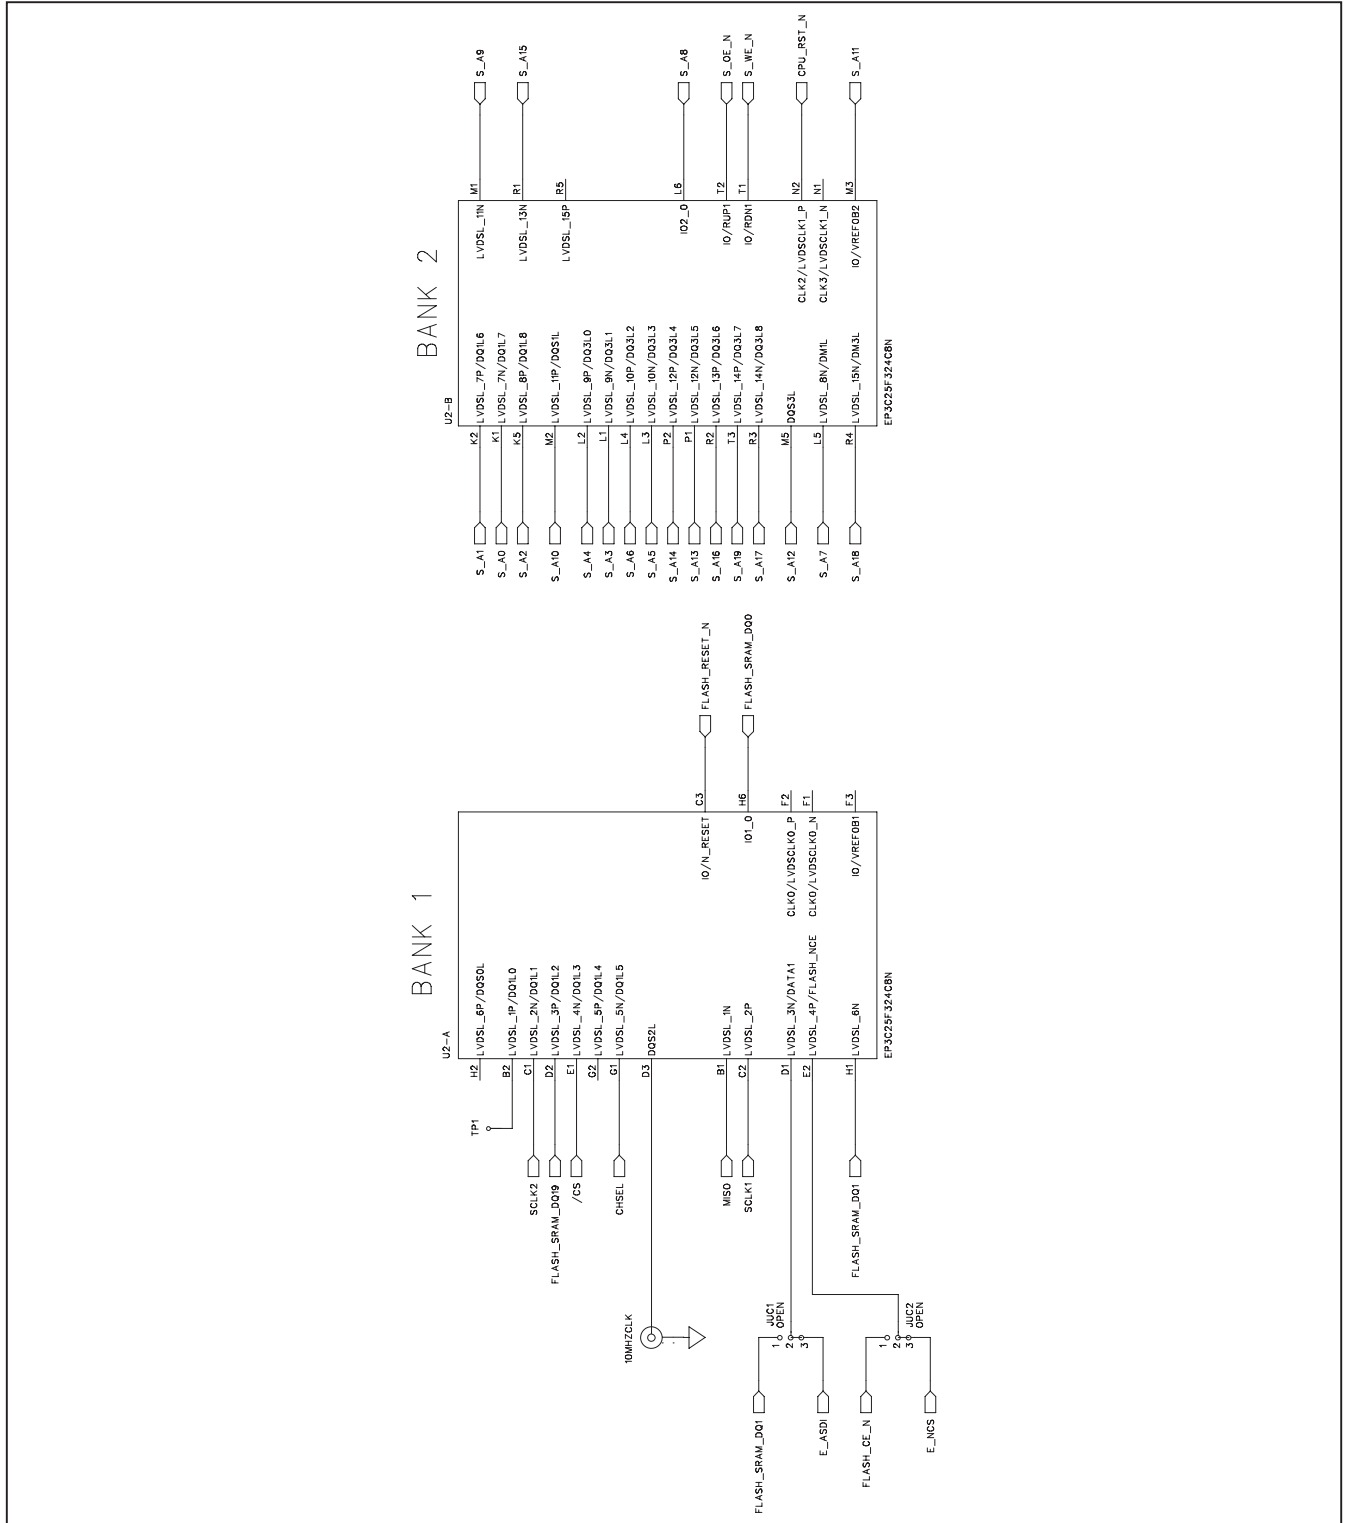 BANK 1
U2-A
H2 LVDSL_6P/DQS0L
TP1
B2 LVDSL_1P/DQ1L0
SCLK2 C1 LVDSL_2N/DQ1L1
FLASH_SRAM_DQ19 D2 LVDSL_3P/DQ1L2
/CS E1 LVDSL_4N/DQ1L3
G2 LVDSL_5P/DQ1L4
CHSEL G1 LVDSL_5N/DQ1L5
10MHZCLK D3 DQS2L
IO/N_RESET C3 FLASH_RESET_N
MISO B1 LVDSL_1N
SCLK1 C2 LVDSL_2P
IO1_0 H6 FLASH_SRAM_DQ0
D1 LVDSL_3N/DATA1
CLK0/LVDSCLK0_P F2
E2 LVDSL_4P/FLASH_NCE
CLK0/LVDSCLK0_N F1
FLASH_SRAM_DQ1 H1 LVDSL_6N
IO/VREF0B1 F3
EP3C25F324C8N
FLASH_SRAM_DQ1
JUC1
OPEN
1
2
3
E_ASDI
FLASH_CE_N
JUC2
OPEN
1
2
3
E_NCS
BANK 2
U2-B
S_A1 K2 LVDSL_7P/DQ1L6
LVDSL_11N M1 S_A9
S_A0 K1 LVDSL_7N/DQ1L7
S_A2 K5 LVDSL_8P/DQ1L8
LVDSL_13N R1 S_A15
S_A10 M2 LVDSL_11P/DQS1L
LVDSL_15P R5
S_A4 L2 LVDSL_9P/DQ3L0
S_A3 L1 LVDSL_9N/DQ3L1
S_A6 L4 LVDSL_10P/DQ3L2
S_A5 L3 LVDSL_10N/DQ3L3
S_A14 P2 LVDSL_12P/DQ3L4
IO2_0 L6 S_A8
S_A13 P1 LVDSL_12N/DQ3L5
S_A16 R2 LVDSL_13P/DQ3L6
IO/RUP1 T2 S_OE_N
S_A19 T3 LVDSL_14P/DQ3L7
IO/RDN1 T1 S_WE_N
S_A17 R3 LVDSL_14N/DQ3L8
S_A12 M5 DQS3L
CLK2/LVDSCLK1_P N2 CPU_RST_N
S_A7 L5 LVDSL_8N/DM1L
CLK3/LVDSCLK1_N N1
S_A18 R4 LVDSL_15N/DM3L
IO/VREF0B2 M3 S_A11
EP3C25F324C8N